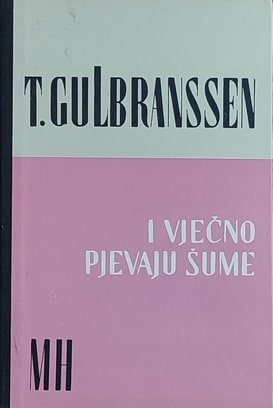 T. GULBRANSSEN
I VJEČNO
PJEVAJU ŠUME
MH